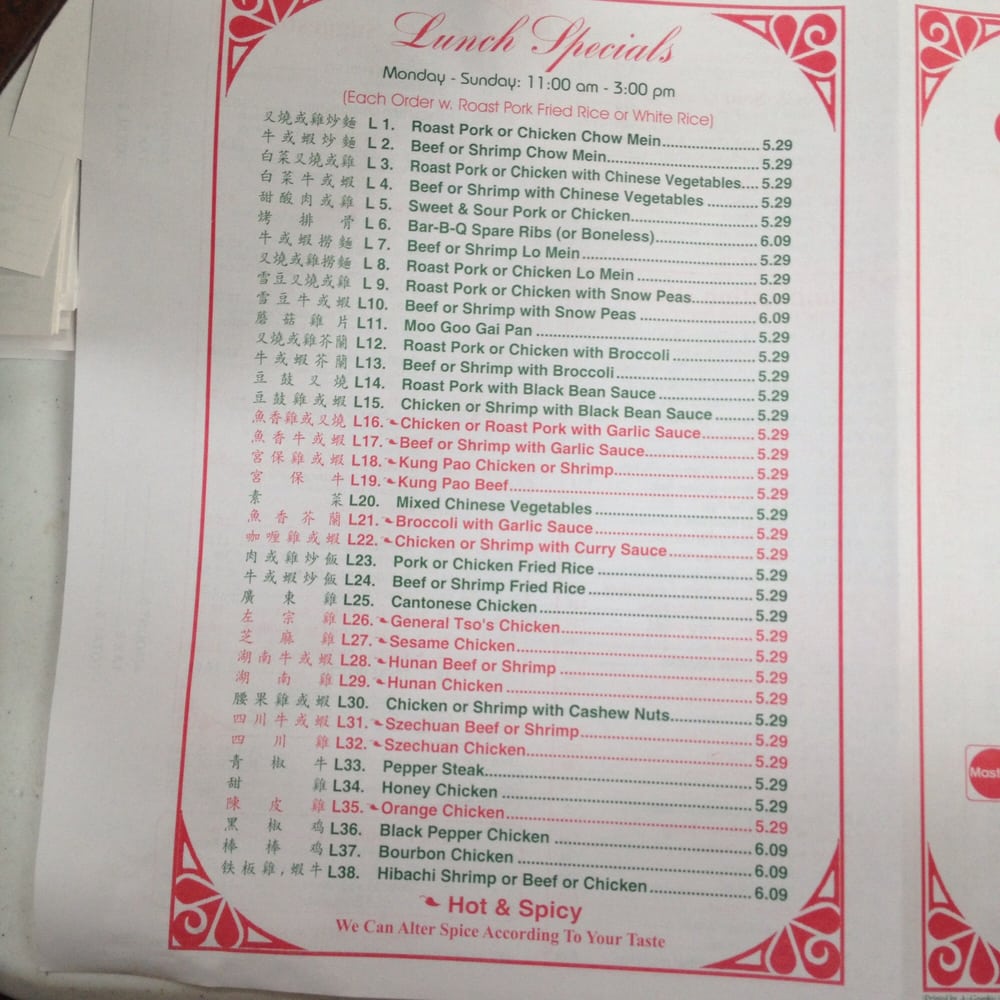 Lunch Specials
Monday - Sunday: 11:00 am - 3:00 pm
(Each Order w. Roast Pork Fried Rice or White Rice)
叉燒或雞炒麵 L 1. Roast Pork or Chicken Chow Mein 5.29
牛或蝦炒麵 L 2. Beef or Shrimp Chow Mein 5.29
白菜叉燒或雞 L 3. Roast Pork or Chicken with Chinese Vegetables 5.29
白菜牛或蝦 L 4. Beef or Shrimp with Chinese Vegetables 5.29
甜酸肉或雞 L 5. Sweet & Sour Pork or Chicken 5.29
烤排骨 L 6. Bar-B-Q Spare Ribs (or Boneless) 6.09
牛或蝦撈麵 L 7. Beef or Shrimp Lo Mein 5.29
叉燒或雞撈麵 L 8. Roast Pork or Chicken Lo Mein 5.29
雪豆叉燒或雞 L 9. Roast Pork or Chicken with Snow Peas 6.09
雪豆牛或蝦 L10. Beef or Shrimp with Snow Peas 6.09
蘑菇雞片 L11. Moo Goo Gai Pan 5.29
叉燒或雞芥蘭 L12. Roast Pork or Chicken with Broccoli 5.29
牛或蝦芥蘭 L13. Beef or Shrimp with Broccoli 5.29
豆鼓叉燒 L14. Roast Pork with Black Bean Sauce 5.29
豆鼓雞或蝦 L15. Chicken or Shrimp with Black Bean Sauce 5.29
魚香雞或叉燒 L16. Chicken or Roast Pork with Garlic Sauce 5.29
魚香牛或蝦 L17. Beef or Shrimp with Garlic Sauce 5.29
宮保雞或蝦 L18. Kung Pao Chicken or Shrimp 5.29
宮保牛 L19. Kung Pao Beef 5.29
素菜 L20. Mixed Chinese Vegetables 5.29
魚香芥蘭 L21. Broccoli with Garlic Sauce 5.29
咖喱雞或蝦 L22. Chicken or Shrimp with Curry Sauce 5.29
肉或雞炒飯 L23. Pork or Chicken Fried Rice 5.29
牛或蝦炒飯 L24. Beef or Shrimp Fried Rice 5.29
廣東雞 L25. Cantonese Chicken 5.29
左宗雞 L26. General Tso's Chicken 5.29
芝麻雞 L27. Sesame Chicken 5.29
湖南牛或蝦 L28. Hunan Beef or Shrimp 5.29
湖南雞 L29. Hunan Chicken 5.29
腰果雞或蝦 L30. Chicken or Shrimp with Cashew Nuts 5.29
四川牛或蝦 L31. Szechuan Beef or Shrimp 5.29
四川雞 L32. Szechuan Chicken 5.29
青椒牛 L33. Pepper Steak 5.29
甜雞 L34. Honey Chicken 5.29
陳皮雞 L35. Orange Chicken 5.29
黑椒鸡 L36. Black Pepper Chicken 6.09
棒棒鸡 L37. Bourbon Chicken 6.09
铁板雞,蝦牛 L38. Hibachi Shrimp or Beef or Chicken 6.09
Hot & Spicy
We Can Alter Spice According To Your Taste
Mast